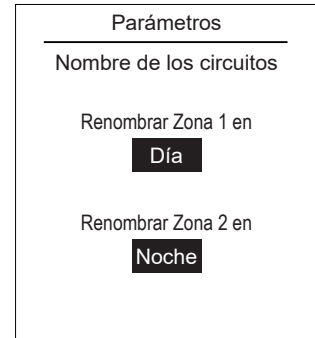 Parámetros
Nombre de los circuitos
Renombrar Zona 1 en
Día
Renombrar Zona 2 en
Noche